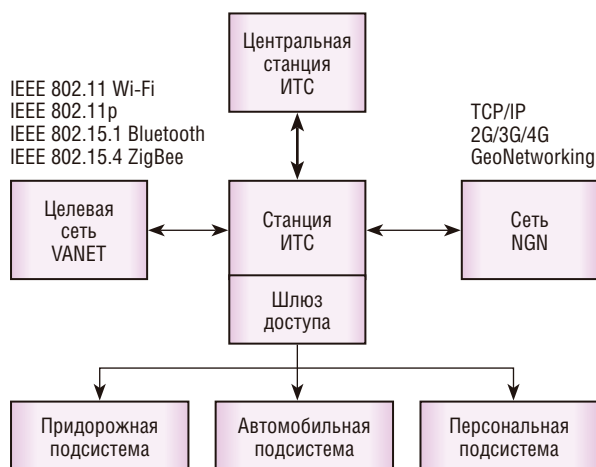 Центральная
станция
ИТС
IEEE 802.11 Wi-Fi
IEEE 802.11p
IEEE 802.15.1 Bluetooth
IEEE 802.15.4 ZigBee
TCP/IP
2G/3G/4G
GeoNetworking
Целевая
сеть
VANET
Станция
ИТС
Сеть
NGN
Шлюз
доступа
Придорожная
подсистема
Автомобильная
подсистема
Персональная
подсистема